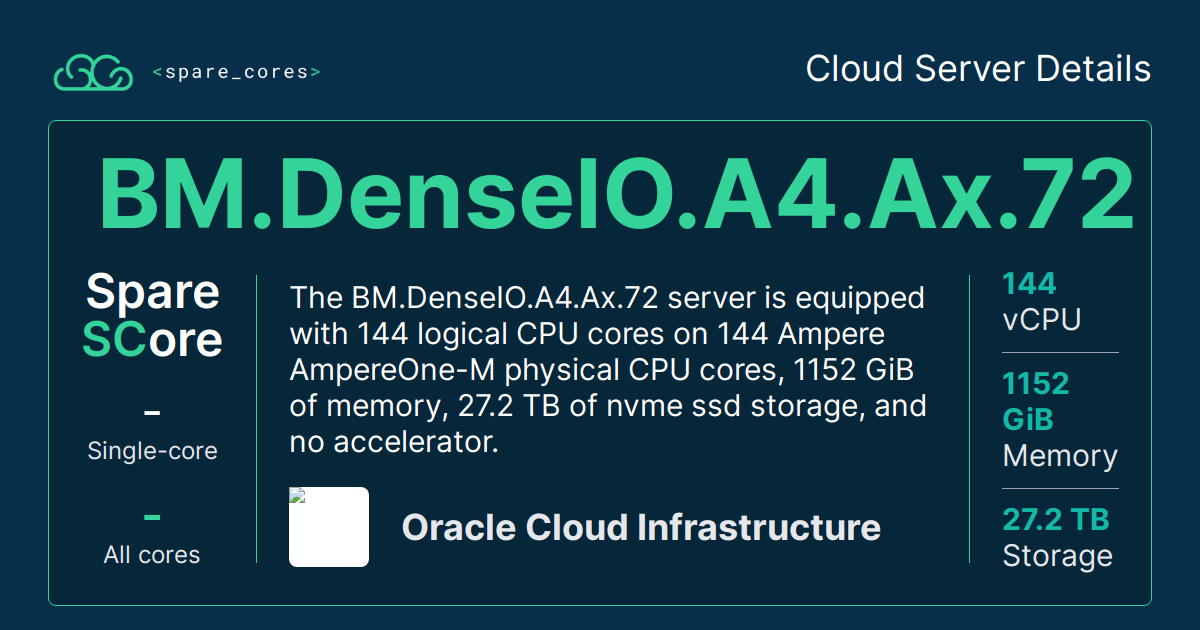 <spare_cores>
Cloud Server Details
BM.DenseIO.A4.Ax.72
Spare
SCore
-
Single-core
-
All cores
The BM.DenseIO.A4.Ax.72 server is equipped
with 144 logical CPU cores on 144 Ampere
AmpereOne-M physical CPU cores, 1152 GiB
of memory, 27.2 TB of nvme ssd storage, and
no accelerator.
Oracle Cloud Infrastructure
144
vCPU
1152
GiB
Memory
27.2 TB
Storage